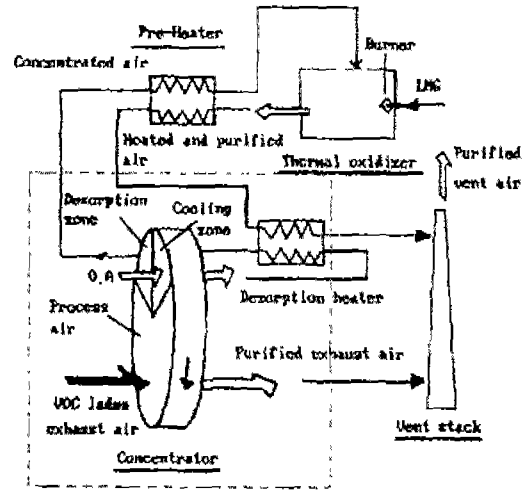 Pre-Heater
Burner
Concentrated air
LNG
Heated and purified
air
Thermal oxidizer
Purified
vent air
Desorption
zone
Cooling
zone
O.A
Process
air
Desorption heater
Purified exhaust air
VOC laden
exhaust air
Vent stack
Concentrator